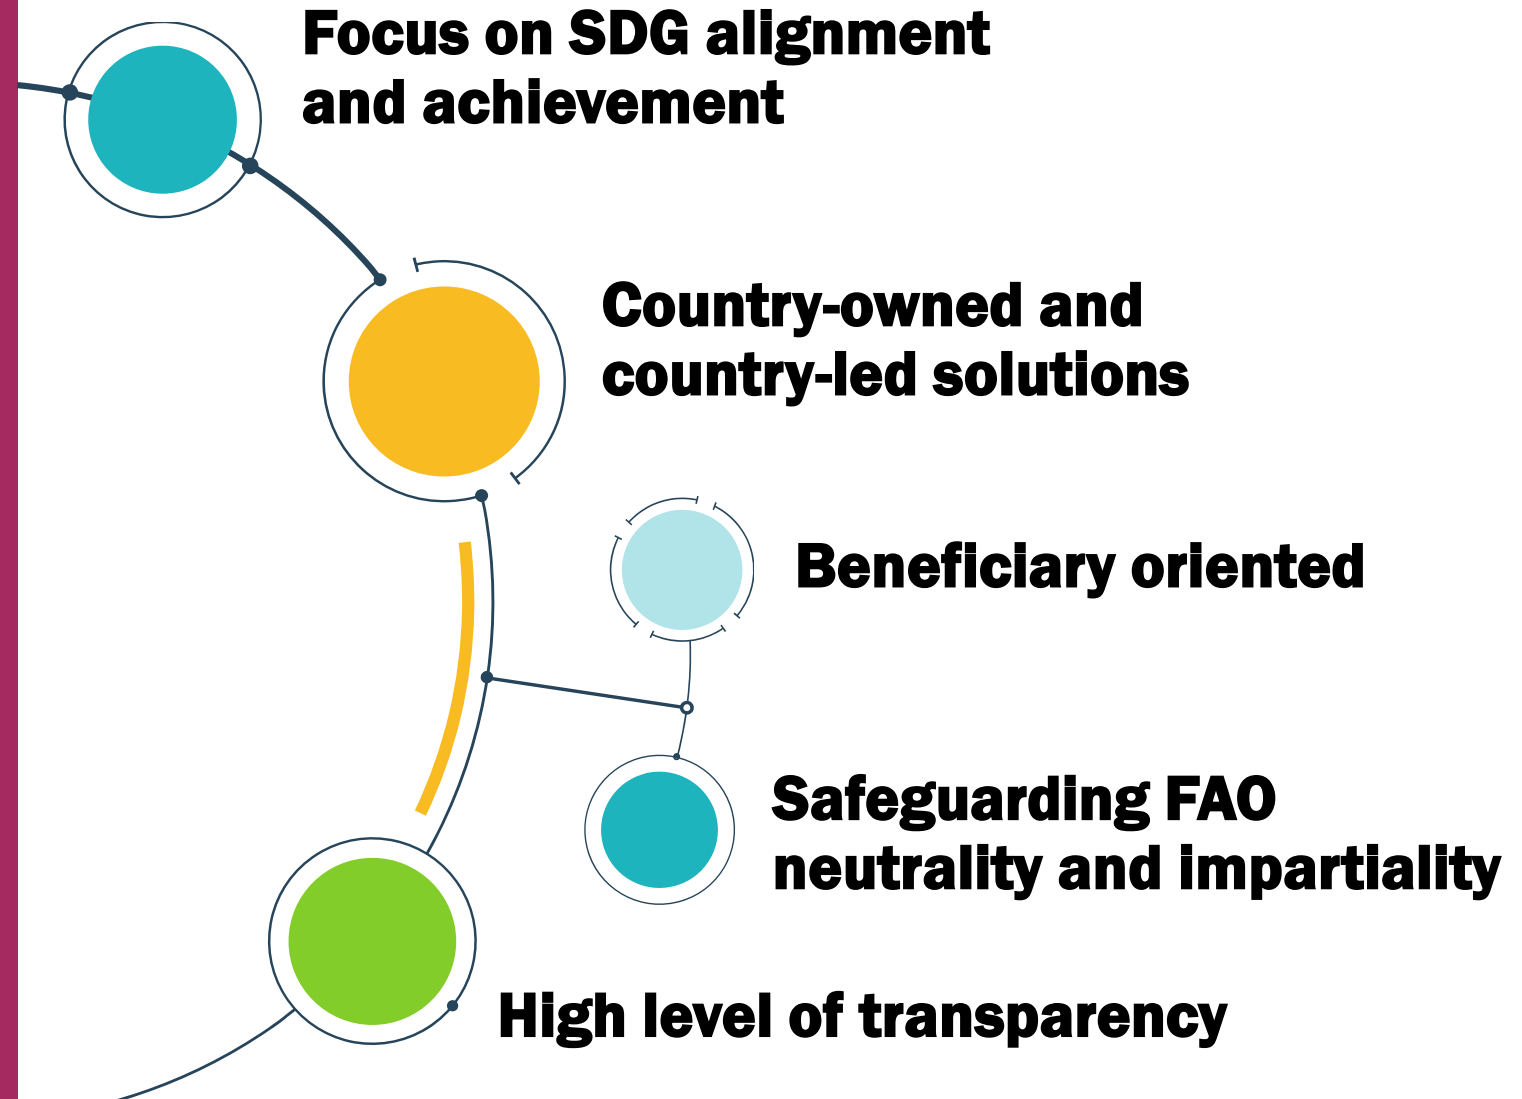 Focus on SDG alignment
and achievement
Country-owned and
country-led solutions
Beneficiary oriented
Safeguarding FAO
neutrality and impartiality
High level of transparency